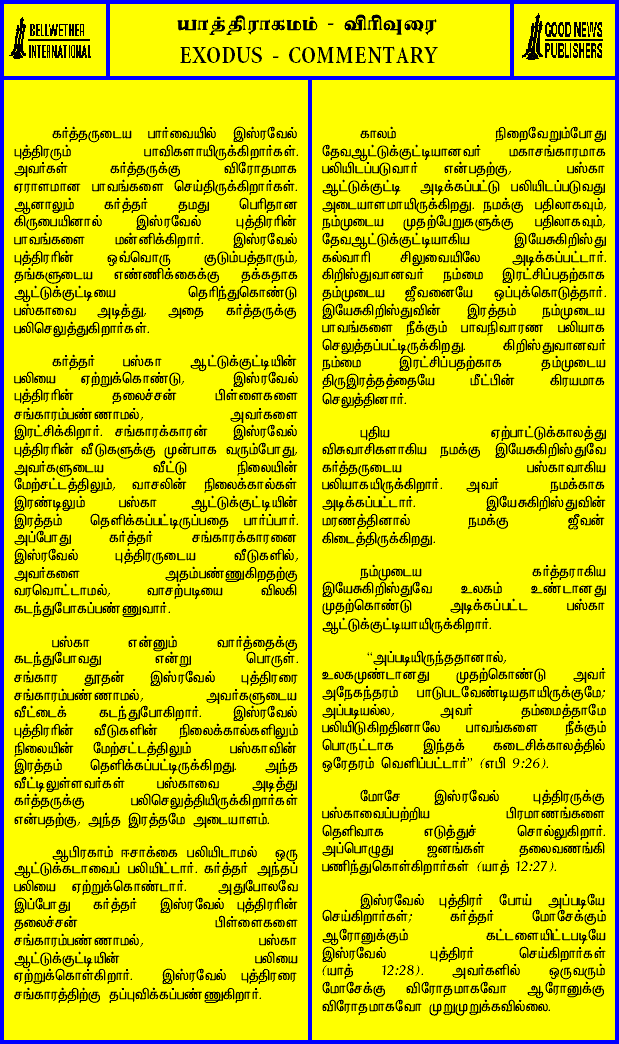 BELLWETHER
INTERNATIONAL
யாத்திராகமம் - விரிவுரை
EXODUS - COMMENTARY
GOOD NEWS
PUBLISHERS
கர்த்தருடைய பார்வையில் இஸ்ரவேல்
புத்திரரும் பாவிகளாயிருக்கிறார்கள்.
அவர்கள் கர்த்தருக்கு விரோதமாக
ஏராளமான பாவங்களை செய்திருக்கிறார்கள்.
ஆனாலும் கர்த்தர் தமது பெரிதான
கிருபையினால் இஸ்ரவேல் புத்திரரின்
பாவங்களை மன்னிக்கிறார். இஸ்ரவேல்
புத்திரரின் ஒவ்வொரு குடும்பத்தாரும்,
தங்களுடைய எண்ணிக்கைக்கு தக்கதாக
ஆட்டுக்குட்டியை தெரிந்துகொண்டு
பஸ்காவை அடித்து, அதை கர்த்தருக்கு
பலிசெலுத்துகிறார்கள்.
கர்த்தர் பஸ்கா ஆட்டுக்குட்டியின்
பலியை ஏற்றுக்கொண்டு, இஸ்ரவேல்
புத்திரரின் தலைச்சன் பிள்ளைகளை
சங்காரம்பண்ணாமல், அவர்களை
இரட்சிக்கிறார். சங்காரக்காரன் இஸ்ரவேல்
புத்திரரின் வீடுகளுக்கு முன்பாக வரும்போது,
அவர்களுடைய வீட்டு நிலையின்
மேற்சட்டத்திலும், வாசலின் நிலைக்கால்கள்
இரண்டிலும் பஸ்கா ஆட்டுக்குட்டியின்
இரத்தம் தெளிக்கப்பட்டிருப்பதை பார்ப்பார்.
அப்போது கர்த்தர் சங்காரக்காரனை
இஸ்ரவேல் புத்திரருடைய வீடுகளில்,
அவர்களை அதம்பண்ணுகிறதற்கு
வரவொட்டாமல், வாசற்படியை விலகி
கடந்துபோகப்பண்ணுவார்.
பஸ்கா என்னும் வார்த்தைக்கு
கடந்துபோவது என்று பொருள்.
சங்கார தூதன் இஸ்ரவேல் புத்திரரை
சங்காரம்பண்ணாமல், அவர்களுடைய
வீட்டைக் கடந்துபோகிறார். இஸ்ரவேல்
புத்திரரின் வீடுகளின் நிலைக்கால்களிலும்
நிலையின் மேற்சட்டத்திலும் பஸ்காவின்
இரத்தம் தெளிக்கப்பட்டிருக்கிறது. அந்த
வீட்டிலுள்ளவர்கள் பஸ்காவை அடித்து
கர்த்தருக்கு பலிசெலுத்தியிருக்கிறார்கள்
என்பதற்கு, அந்த இரத்தமே அடையாளம்.
ஆபிரகாம் ஈசாக்கை பலியிடாமல் ஒரு
ஆட்டுக்கடாவைப் பலியிட்டார். கர்த்தர் அந்தப்
பலியை ஏற்றுக்கொண்டார். அதுபோலவே
இப்போது கர்த்தர் இஸ்ரவேல் புத்திரரின்
தலைச்சன் பிள்ளைகளை
சங்காரம்பண்ணாமல், பஸ்கா
ஆட்டுக்குட்டியின் பலியை
ஏற்றுக்கொள்கிறார். இஸ்ரவேல் புத்திரரை
சங்காரத்திற்கு தப்புவிக்கப்பண்ணுகிறார்.
காலம் நிறைவேறும்போது
தேவஆட்டுக்குட்டியானவர் மகாசங்காரமாக
பலியிடப்படுவார் என்பதற்கு, பஸ்கா
ஆட்டுக்குட்டி அடிக்கப்பட்டு பலியிடப்படுவது
அடையாளமாயிருக்கிறது. நமக்கு பதிலாகவும்,
நம்முடைய முதற்பேறுகளுக்கு பதிலாகவும்,
தேவஆட்டுக்குட்டியாகிய இயேசுகிறிஸ்து
கல்வாரி சிலுவையிலே அடிக்கப்பட்டார்.
கிறிஸ்துவானவர் நம்மை இரட்சிப்பதற்காக
தம்முடைய ஜீவனையே ஒப்புக்கொடுத்தார்.
இயேசுகிறிஸ்துவின் இரத்தம் நம்முடைய
பாவங்களை நீக்கும் பாவநிவாரண பலியாக
செலுத்தப்பட்டிருக்கிறது. கிறிஸ்துவானவர்
நம்மை இரட்சிப்பதற்காக தம்முடைய
திருஇரத்தத்தையே மீட்பின் கிரயமாக
செலுத்தினார்.
புதிய ஏற்பாட்டுக்காலத்து
விசுவாசிகளாகிய நமக்கு இயேசுகிறிஸ்துவே
கர்த்தருடைய பஸ்காவாகிய
பலியாகயிருக்கிறார். அவர் நமக்காக
அடிக்கப்பட்டார். இயேசுகிறிஸ்துவின்
மரணத்தினால் நமக்கு ஜீவன்
கிடைத்திருக்கிறது.
நம்முடைய கர்த்தராகிய
இயேசுகிறிஸ்துவே உலகம் உண்டானது
முதற்கொண்டு அடிக்கப்பட்ட பஸ்கா
ஆட்டுக்குட்டியாயிருக்கிறார்.
“அப்படியிருந்ததானால்,
உலகமுண்டானது முதற்கொண்டு அவர்
அநேகந்தரம் பாடுபடவேண்டியதாயிருக்குமே;
அப்படியல்ல, அவர் தம்மைத்தாமே
பலியிடுகிறதினாலே பாவங்களை நீக்கும்
பொருட்டாக இந்தக் கடைசிக்காலத்தில்
ஒரேதரம் வெளிப்பட்டார்” (எபி 9:26).
மோசே இஸ்ரவேல் புத்திரருக்கு
பஸ்காவைப்பற்றிய பிரமாணங்களை
தெளிவாக எடுத்துச் சொல்லுகிறார்.
அப்பொழுது ஜனங்கள் தலைவணங்கி
பணிந்துகொள்கிறார்கள் (யாத் 12:27).
இஸ்ரவேல் புத்திரர் போய் அப்படியே
செய்கிறார்கள்; கர்த்தர் மோசேக்கும்
ஆரோனுக்கும் கட்டளையிட்டபடியே
இஸ்ரவேல் புத்திரர் செய்கிறார்கள்
(யாத் 12:28). அவர்களில் ஒருவரும்
மோசேக்கு விரோதமாகவோ ஆரோனுக்கு
விரோதமாகவோ முறுமுறுக்கவில்லை.